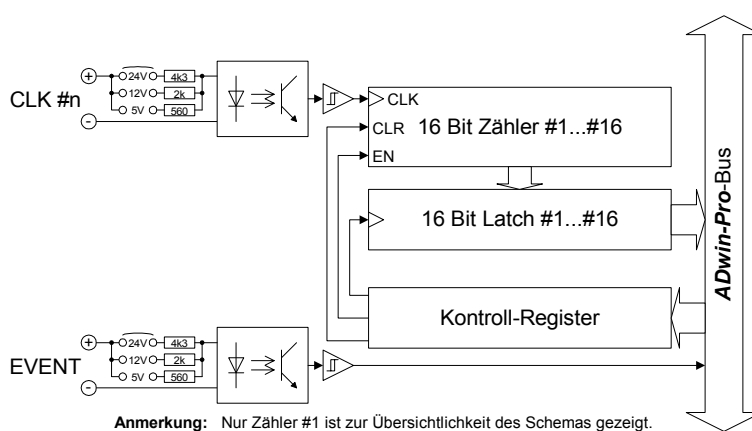 24V 4k3
12V 2k
5V 560
CLK #n
CLK
CLR
EN
16 Bit Zähler #1...#16
16 Bit Latch #1...#16
Kontroll-Register
ADwin-Pro-Bus
24V 4k3
12V 2k
5V 560
EVENT
Anmerkung: Nur Zähler #1 ist zur Übersichtlichkeit des Schemas gezeigt.